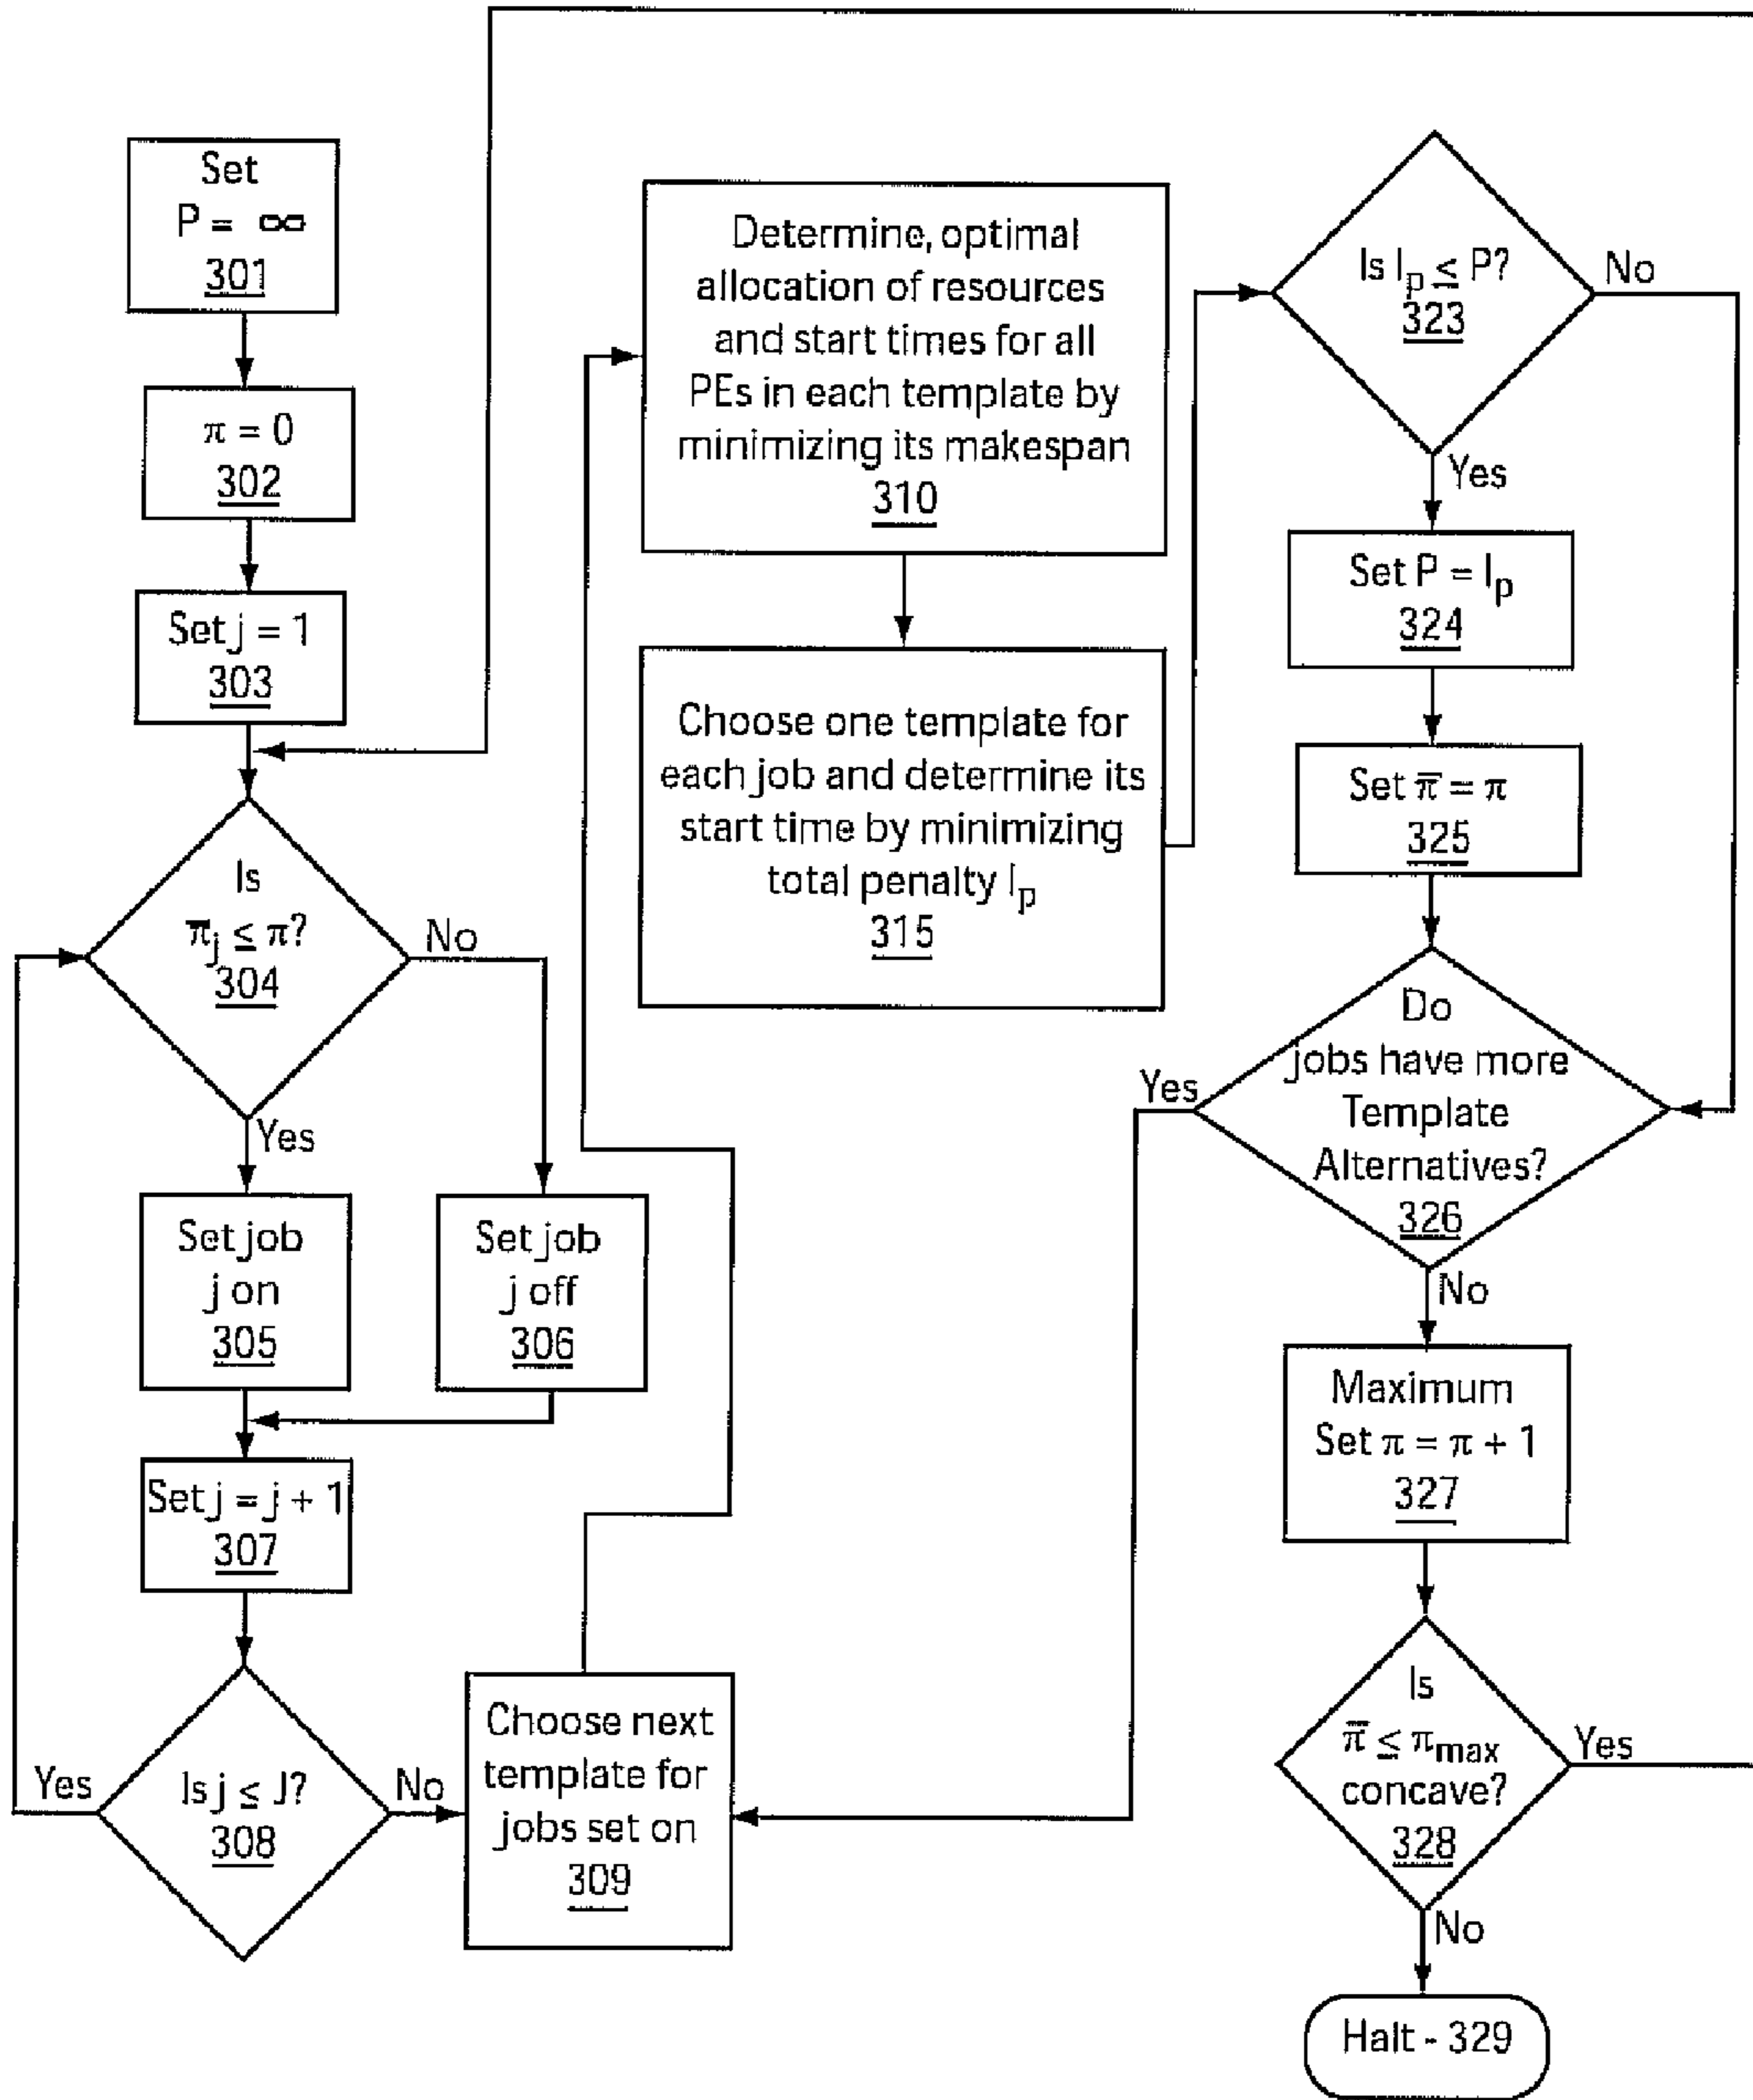 Set
P = ∞
301
π = 0
302
Set j = 1
303
Is
π̅j ≤ π?
304
No
Yes
Set job
j on
305
Set job
j off
306
Set j = j + 1
307
Is j ≤ J?
308
Yes
No
Choose next
template for
jobs set on
309
Determine, optimal
allocation of resources
and start times for all
PEs in each template by
minimizing its makespan
310
Choose one template for
each job and determine its
start time by minimizing
total penalty Ip
315
Is Ip ≤ P?
323
No
Yes
Set P = Ip
324
Set π̅ = π
325
Do
jobs have more
Template
Alternatives?
326
Yes
No
Maximum
Set π = π + 1
327
Is
π̅ ≤ πmax
concave?
328
Yes
No
Halt - 329